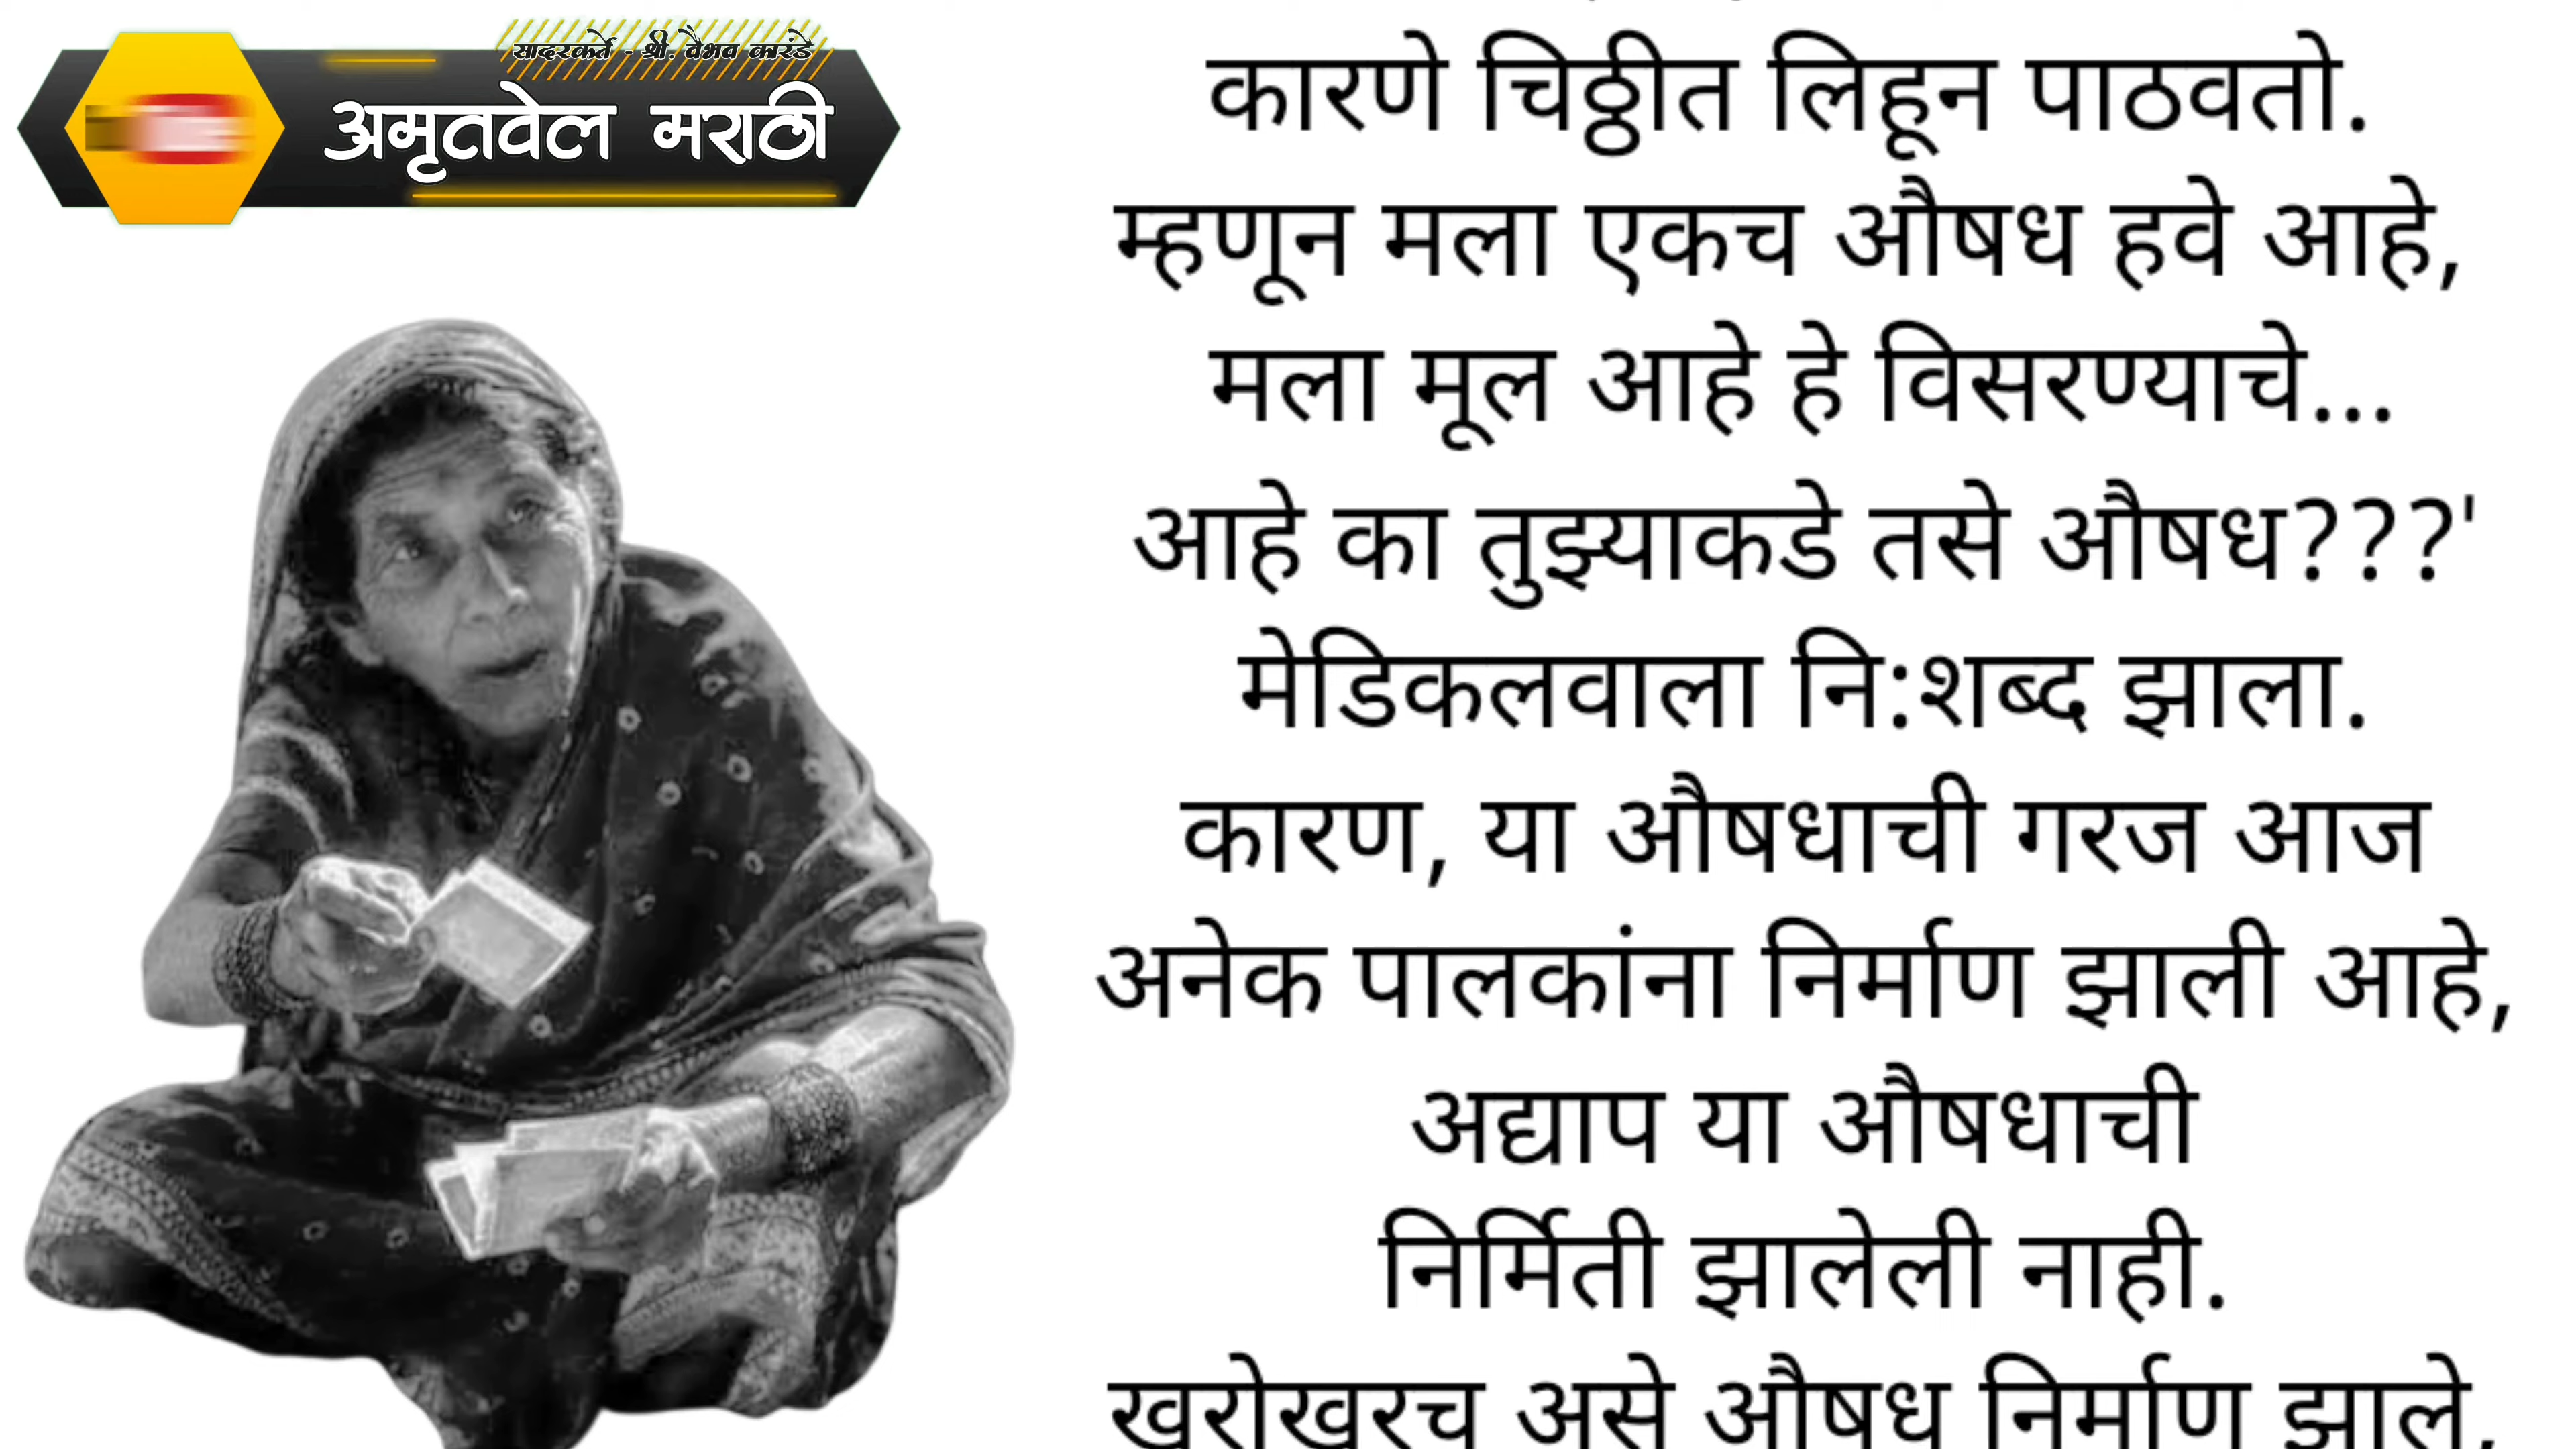 सादरकर्ते - श्री. वैभव कारंडे
अमृतवेल मराठी
कारणे चिठ्ठीत लिहून पाठवतो.
म्हणून मला एकच औषध हवे आहे,
मला मूल आहे हे विसरण्याचे...
आहे का तुझ्याकडे तसे औषध???'
मेडिकलवाला नि:शब्द झाला.
कारण, या औषधाची गरज आज
अनेक पालकांना निर्माण झाली आहे,
अद्याप या औषधाची
निर्मिती झालेली नाही.
खरोखरच असे औषध निर्माण झाले,